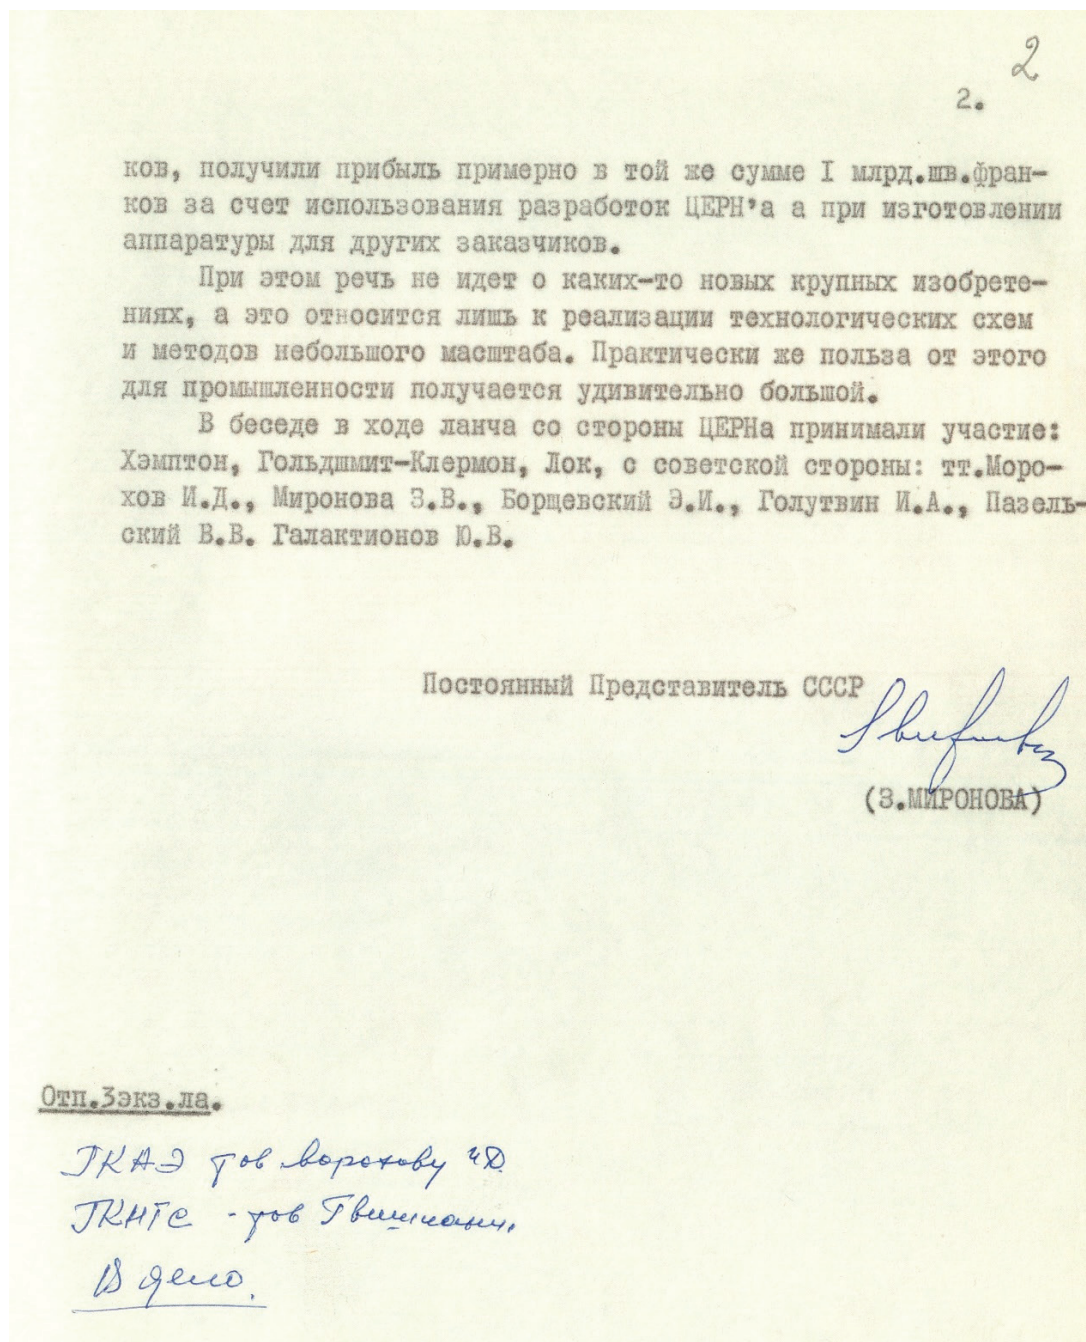 2
2.
ков, получили прибыль примерно в той же сумме I млрд.шв.фран-
ков за счет использования разработок ЦЕРН'а а при изготовлении
аппаратуры для других заказчиков.
При этом речь не идет о каких-то новых крупных изобрете-
ниях, а это относится лишь к реализации технологических схем
и методов небольшого масштаба. Практически же польза от этого
для промышленности получается удивительно большой.
В беседе в ходе ланча со стороны ЦЕРНа принимали участие:
Хэмптон, Гольдшмит-Клермон, Лок, с советской стороны: тт.Моро-
хов И.Д., Миронова З.В., Борщевский Э.И., Голутвин И.А., Пазель-
ский В.В. Галактионов Ю.В.
Постоянный Представитель СССР
(З.МИРОНОВА)
Отп.3экз.ла.
ГКАЭ тов Морохову ИД.
ГКНТС - тов Гвишиани.
В дело.